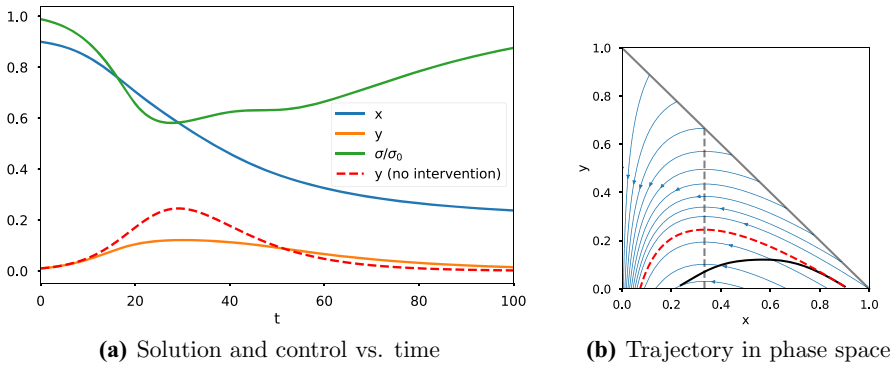 1.0
0.8
0.6
0.4
0.2
0.0
0
20
40
60
80
100
t
x
y
σ/σ₀
y (no intervention)
(a) Solution and control vs. time
1.0
0.8
0.6
0.4
0.2
0.0
y
0.0
0.2
0.4
0.6
0.8
1.0
x
(b) Trajectory in phase space